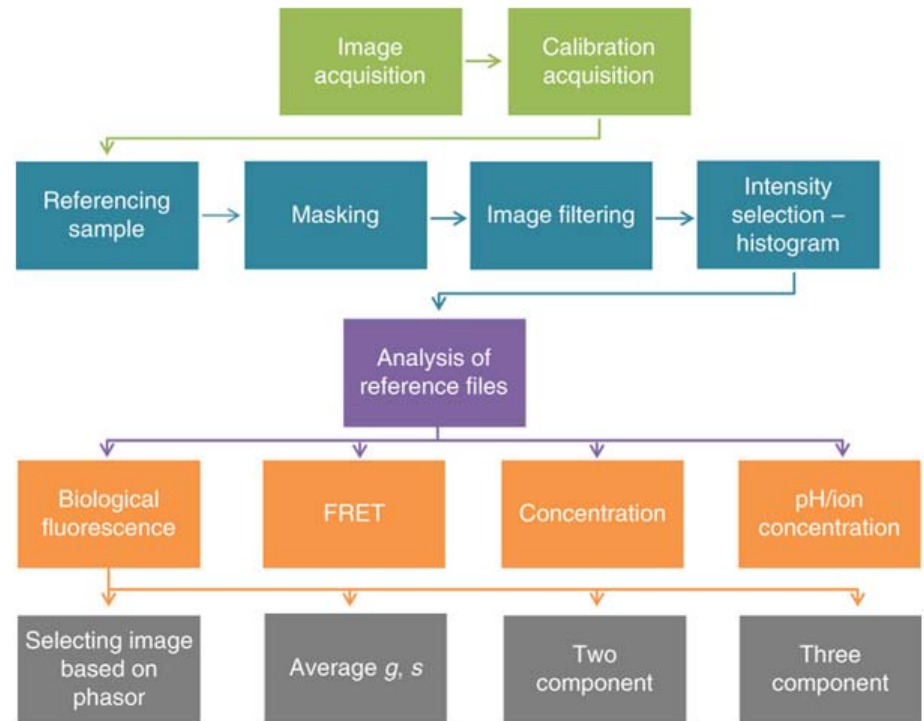 Image
acquisition
Calibration
acquisition
Referencing
sample
Masking
Image filtering
Intensity
selection –
histogram
Analysis of
reference files
Biological
fluorescence
FRET
Concentration
pH/ion
concentration
Selecting image
based on
phasor
Average g, s
Two
component
Three
component